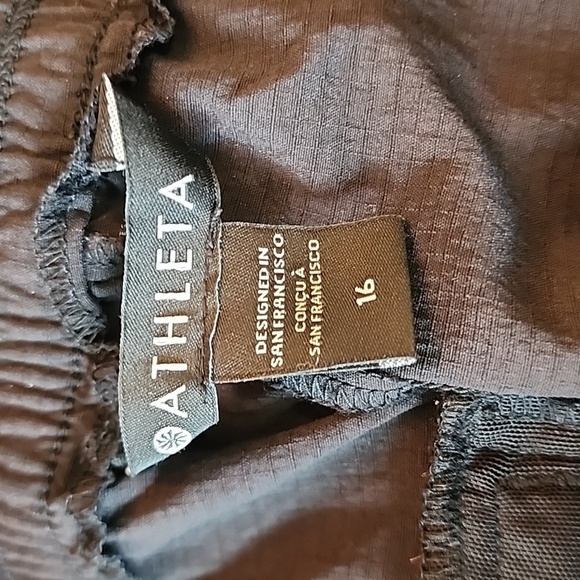 ATHLETA
DESIGNED IN
SAN FRANCISCO
CONÇU À
SAN FRANCISCO
16